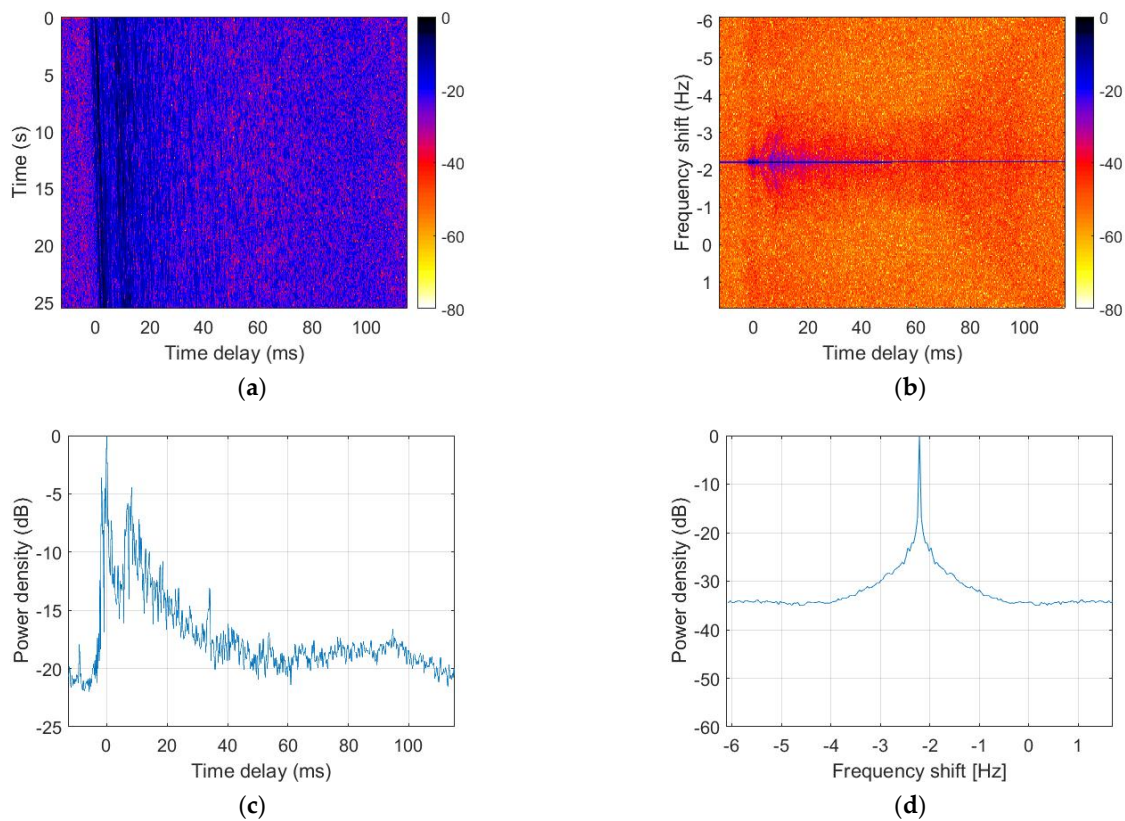 0
5
10
15
20
25
Time (s)
0 20 40 60 80 100
Time delay (ms)
0
-20
-40
-60
-80
(a)
-6
-5
-4
-3
-2
-1
0
1
Frequency shift (Hz)
0 20 40 60 80 100
Time delay (ms)
0
-20
-40
-60
-80
(b)
0
-5
-10
-15
-20
-25
Power density (dB)
0 20 40 60 80 100
Time delay (ms)
(c)
0
-10
-20
-30
-40
-50
-60
Power density (dB)
-6 -5 -4 -3 -2 -1 0 1
Frequency shift [Hz]
(d)